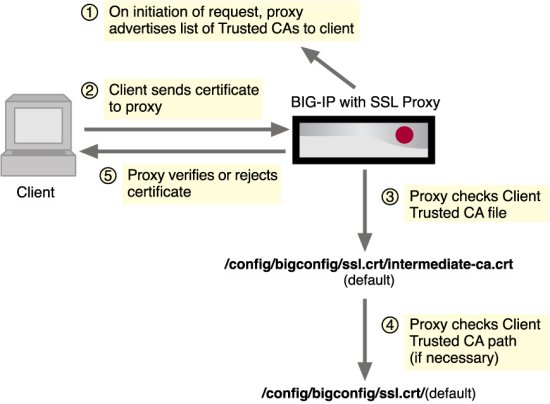 ① On initiation of request, proxy
advertises list of Trusted CAs to client
② Client sends certificate
to proxy
BIG-IP with SSL Proxy
⑤ Proxy verifies or rejects
certificate
Client
③ Proxy checks Client
Trusted CA file
/config/bigconfig/ssl.crt/intermediate-ca.crt
(default)
④ Proxy checks Client
Trusted CA path
(if necessary)
/config/bigconfig/ssl.crt/(default)